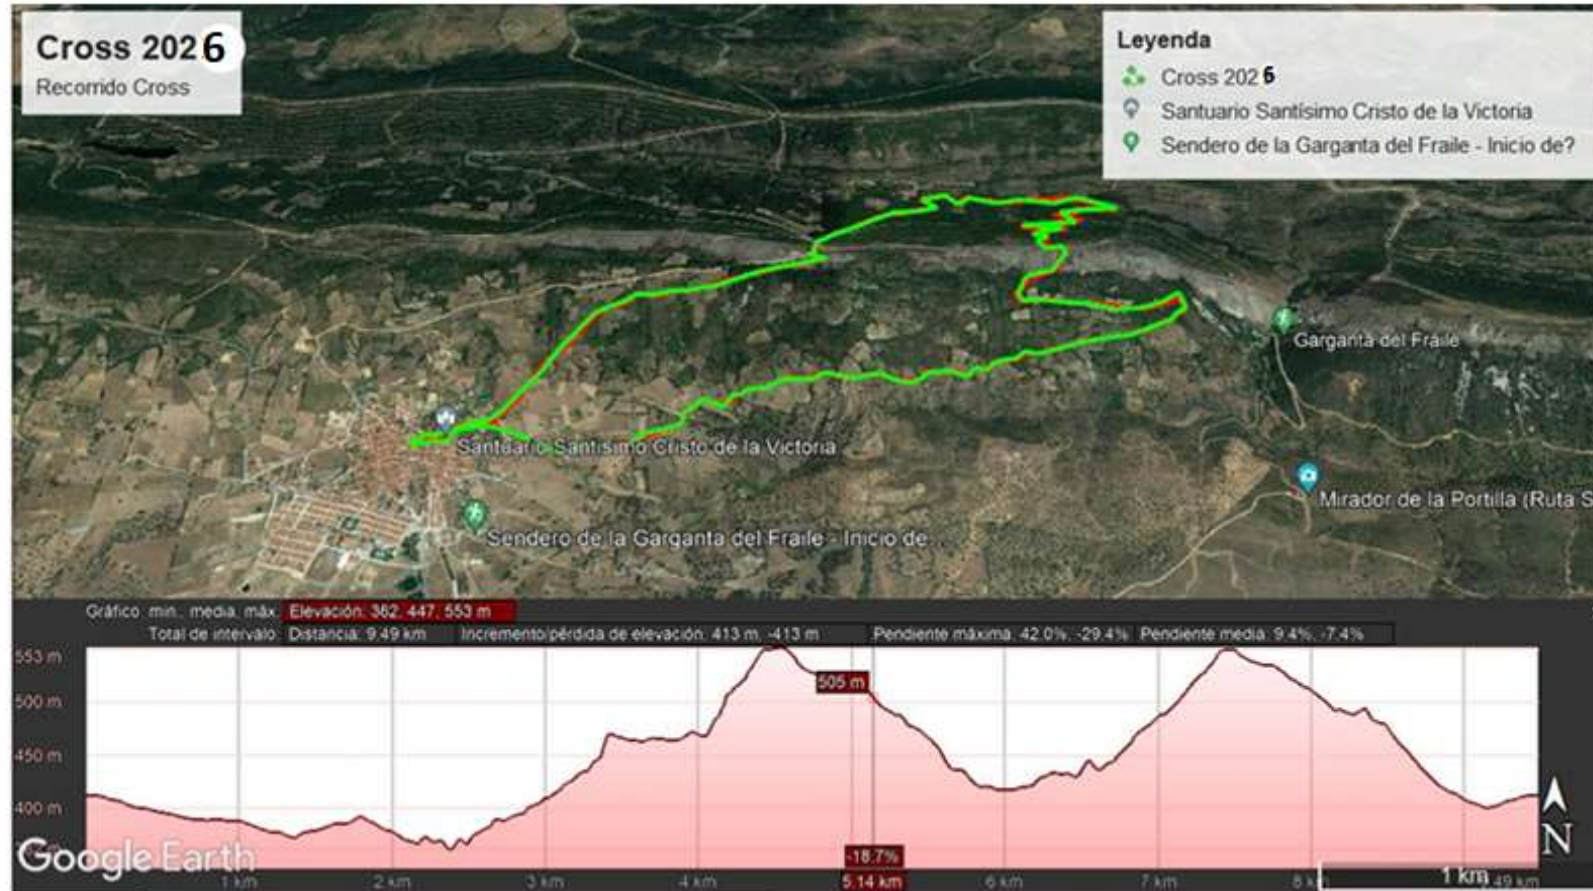 Cross 2026
Recorrido Cross
Leyenda
Cross 2026
Santuario Santísimo Cristo de la Victoria
Sendero de la Garganta del Fraile - Inicio de?
Garganta del Fraile
Santuario Santísimo Cristo de la Victoria
Mirador de la Portilla (Ruta S
Sendero de la Garganta del Fraile - Inicio de...
Gráfico: min., media, máx. Elevación: 362, 447, 553 m
Total de intervalo: Distancia: 9.49 km Incremento/pérdida de elevación: 413 m, -413 m Pendiente máxima: 42.0%, -29.4% Pendiente media: 9.4%, -7.4%
553 m
505 m
500 m
450 m
400 m
Google Earth
-18.7%
N
1 km 2 km 3 km 4 km 5.14 km 6 km 7 km 1 km